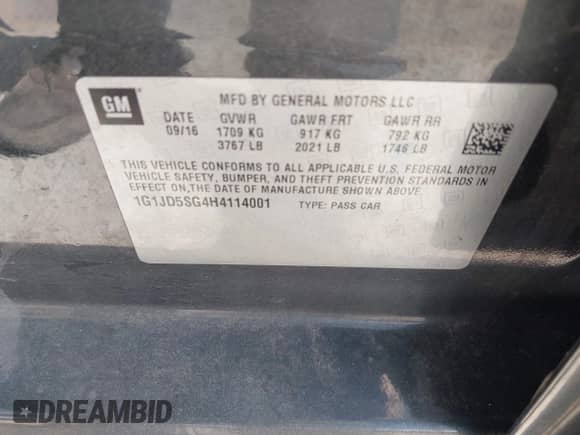 GM
MFD BY GENERAL MOTORS LLC
DATE GVWR GAWR FRT GAWR RR
09/16 1709 KG 917 KG 792 KG
3767 LB 2021 LB 1746 LB
THIS VEHICLE CONFORMS TO ALL APPLICABLE U.S. FEDERAL MOTOR
VEHICLE SAFETY, BUMPER, AND THEFT PREVENTION STANDARDS IN
EFFECT ON,THE DATE OF MANUFACTURE SHOWN ABOVE.
1G1JD5SG4H4114001 TYPE: PASS CAR
DREAMBID